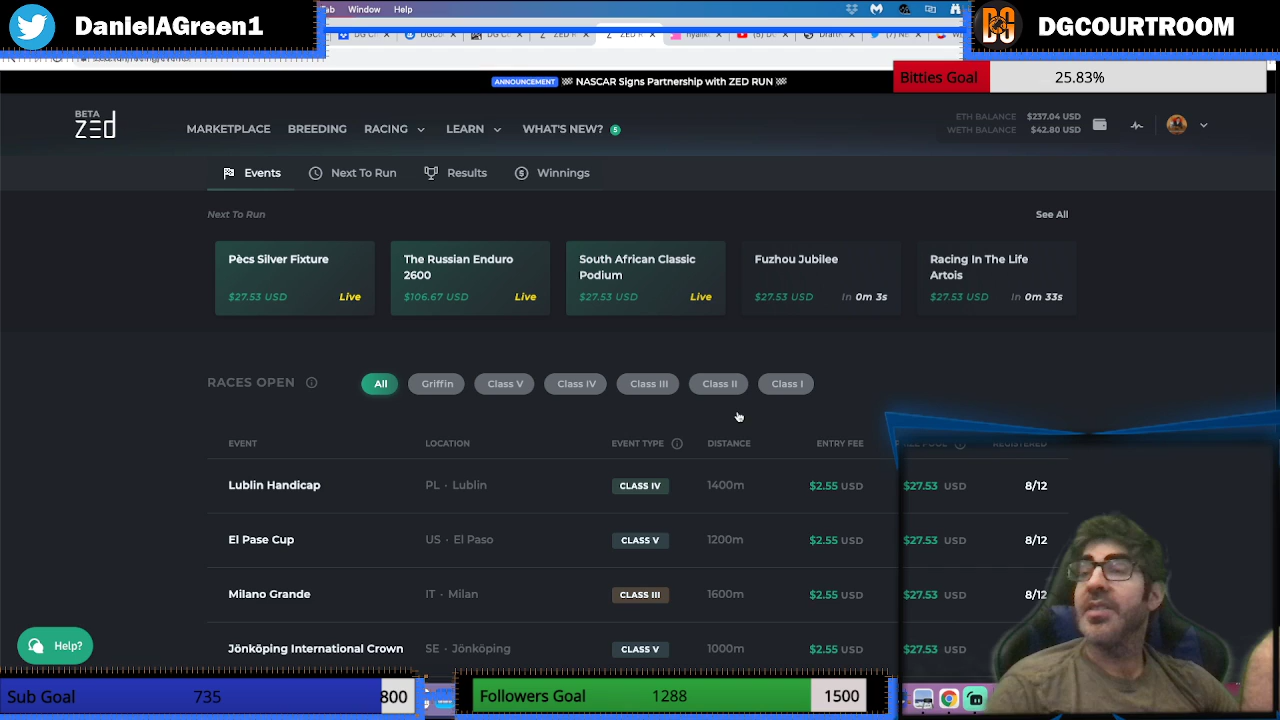 DanielAGreen1
Window Help
DGCOURTROOM
Bitties Goal 25.83%
ANNOUNCEMENT NASCAR Signs Partnership with ZED RUN
BETA
zed
MARKETPLACE BREEDING RACING LEARN WHAT'S NEW? 5
ETH BALANCE $237.04 USD
WETH BALANCE $42.80 USD
Events Next To Run Results Winnings
Next To Run See All
Pècs Silver Fixture
$27.53 USD Live
The Russian Enduro
2600
$106.67 USD Live
South African Classic
Podium
$27.53 USD Live
Fuzhou Jubilee
$27.53 USD In 0m 3s
Racing In The Life
Artois
$27.53 USD In 0m 33s
RACES OPEN All Griffin Class V Class IV Class III Class II Class I
EVENT LOCATION EVENT TYPE DISTANCE ENTRY FEE REGISTERED
Lublin Handicap PL · Lublin CLASS IV 1400m $2.55 USD $27.53 USD 8/12
El Pase Cup US · El Paso CLASS V 1200m $2.55 USD $27.53 USD 8/12
Milano Grande IT · Milan CLASS III 1600m $2.55 USD $27.53 USD 8/12
Jönköping International Crown SE · Jönköping CLASS V 1000m $2.55 USD $27.53 USD
Help?
Sub Goal 735 800
Followers Goal 1288 1500